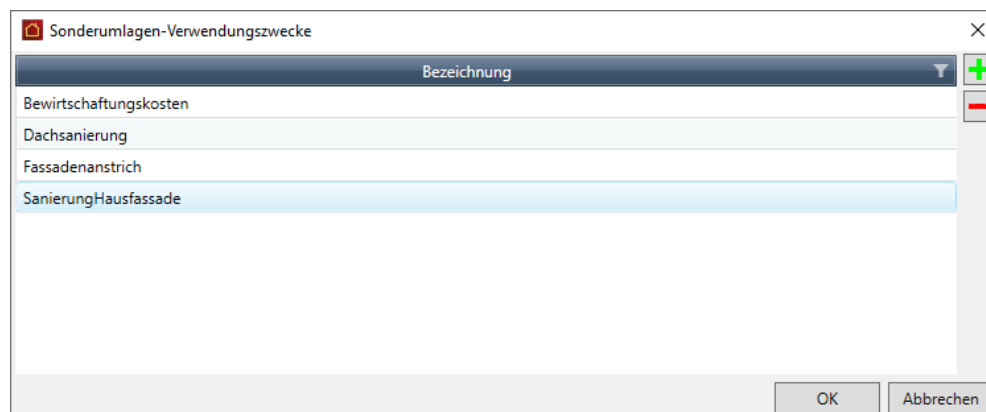 Sonderumlagen-Verwendungszwecke
Bezeichnung
Bewirtschaftungskosten
Dachsanierung
Fassadenanstrich
SanierungHausfassade
OK Abbrechen